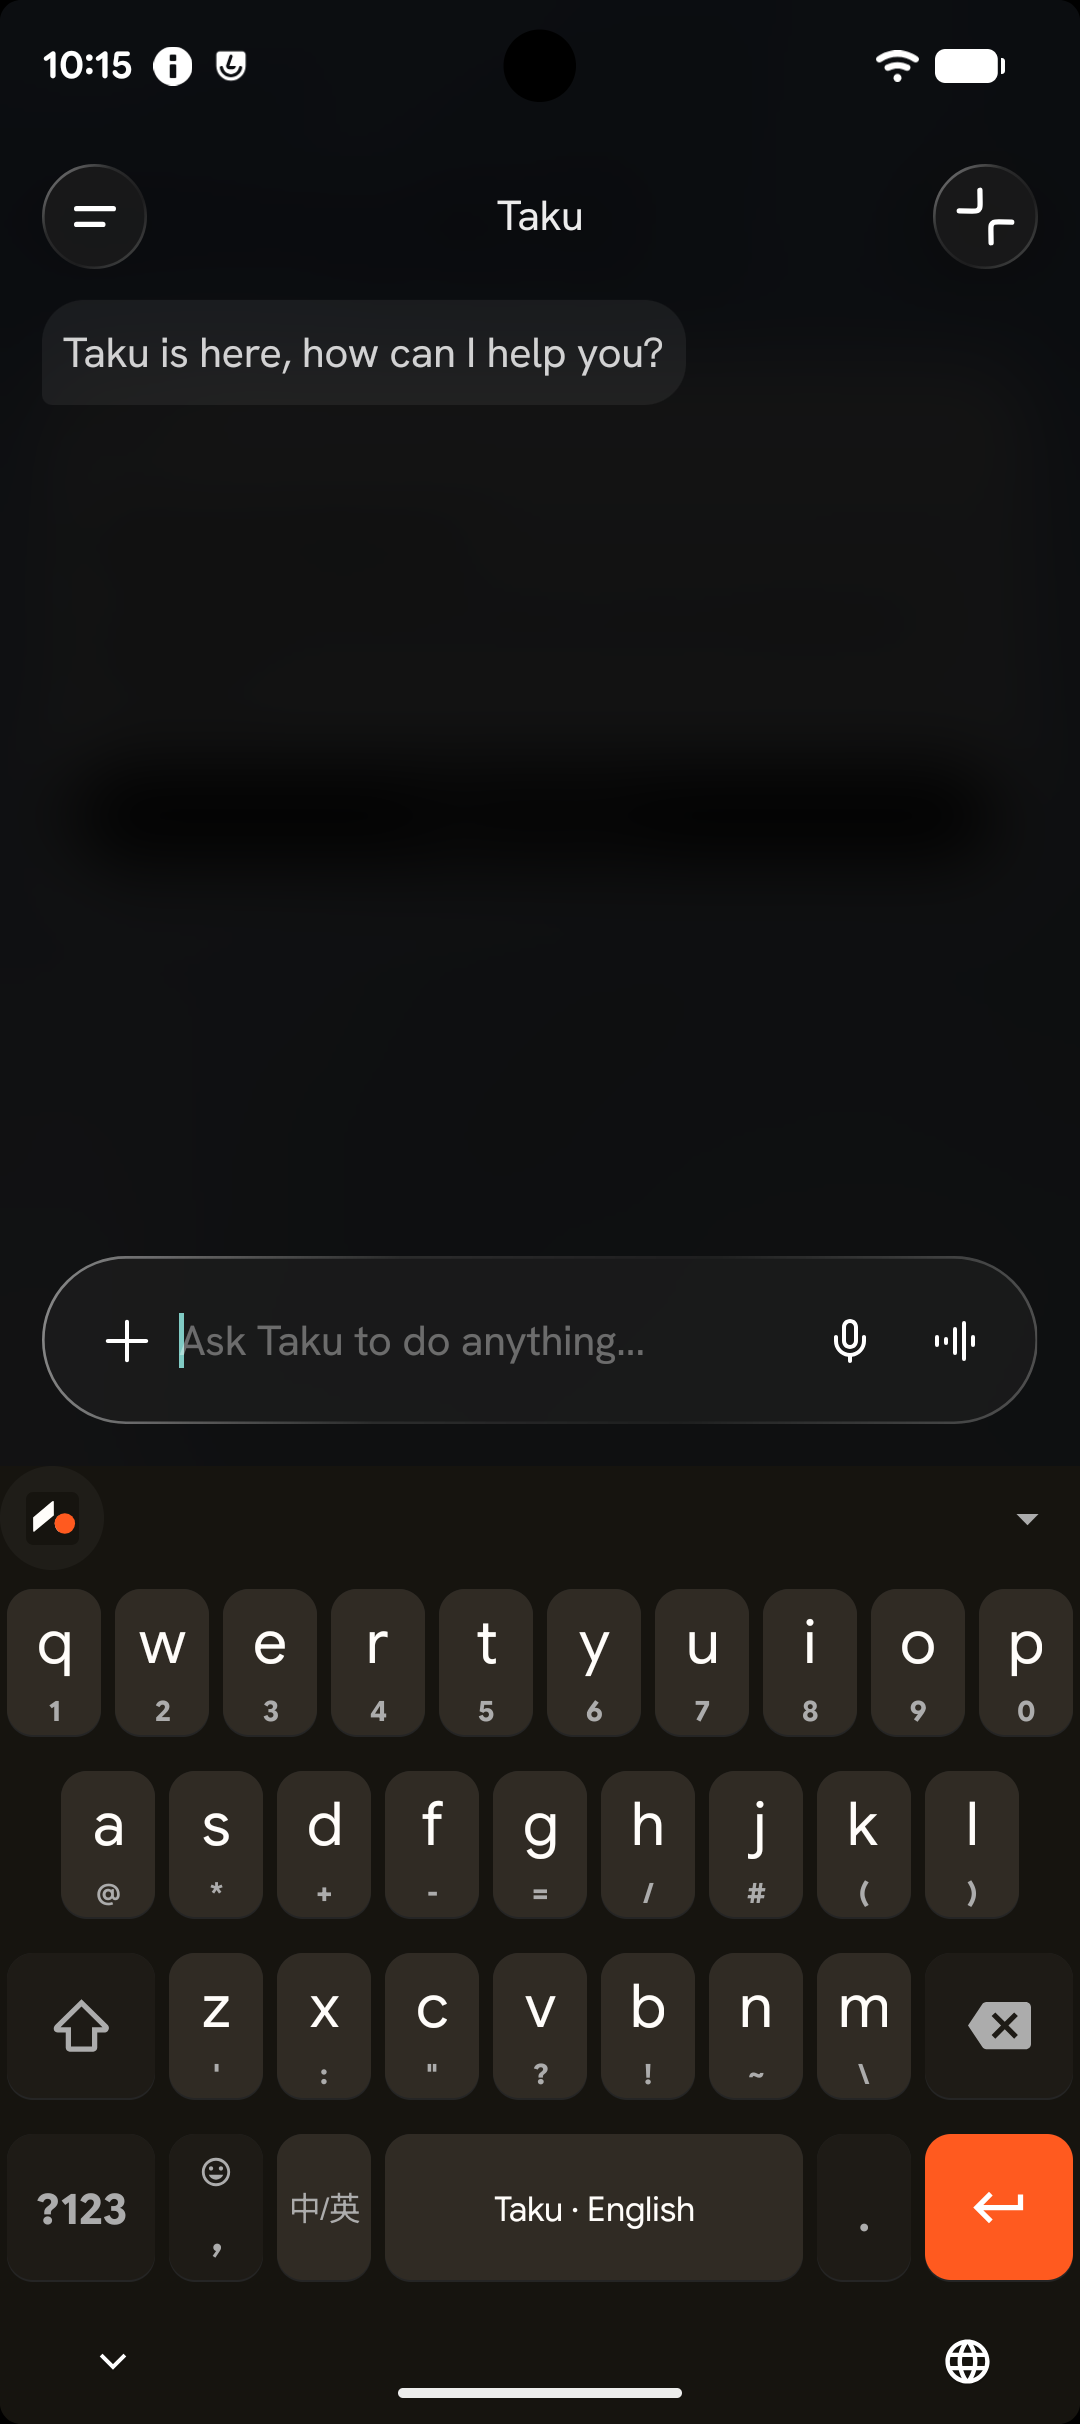 10:15
Taku
Taku is here, how can I help you?
Ask Taku to do anything...
q w e r t y u i o p
1 2 3 4 5 6 7 8 9 0
a s d f g h j k l
@ * + - = / # ( )
z x c v b n m
' : " ? ! ~ \
?123 , 中/英 Taku · English .